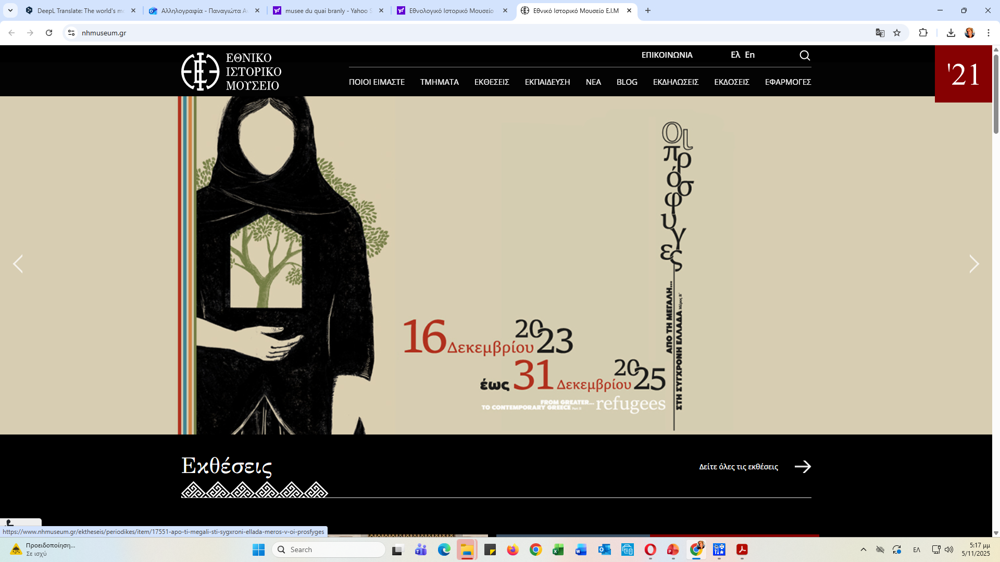 DeepL Translate: The world's mo
Αλληλογραφία - Παναγιώτα Αν
musee du quai branly - Yahoo S
Εθνολογικό Ιστορικό Μουσείο
Εθνικό Ιστορικό Μουσείο Ε.Ι.Μ
nhmuseum.gr
ΕΘΝΙΚΟ
ΙΣΤΟΡΙΚΟ
ΜΟΥΣΕΙΟ
ΕΠΙΚΟΙΝΩΝΙΑ Ελ En
ΠΟΙΟΙ ΕΙΜΑΣΤΕ ΤΜΗΜΑΤΑ ΕΚΘΕΣΕΙΣ ΕΚΠΑΙΔΕΥΣΗ ΝΕΑ BLOG ΕΚΔΗΛΩΣΕΙΣ ΕΚΔΟΣΕΙΣ ΕΦΑΡΜΟΓΕΣ
'21
Οι πρόσφυγες
ΑΠΟ ΤΗ ΜΕΓΑΛΗ...
ΣΤΗ ΣΥΓΧΡΟΝΗ ΕΛΛΑΔΑ Μέρος Β΄
16 Δεκεμβρίου 2023
έως 31 Δεκεμβρίου 2025
FROM GREATER...
TO CONTEMPORARY GREECE Part II
refugees
Εκθέσεις
Δείτε όλες τις εκθέσεις
https://www.nhmuseum.gr/ektheseis/periodikes/item/17551-apo-ti-megali-sti-sygxroni-ellada-meros-v-oi-prosfyges
Προειδοποίηση...
Σε ισχύ
Search
ΕΛ
5:17 μμ
5/11/2025